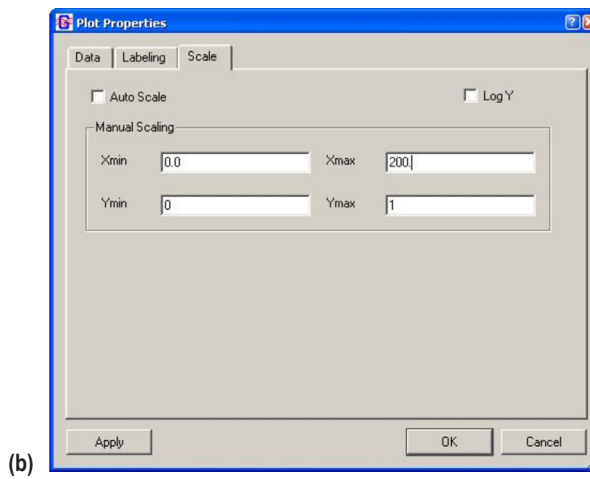 Plot Properties
Data Labeling Scale
Auto Scale Log Y
Manual Scaling
Xmin 0.0 Xmax 200.
Ymin 0 Ymax 1
Apply OK Cancel
(b)